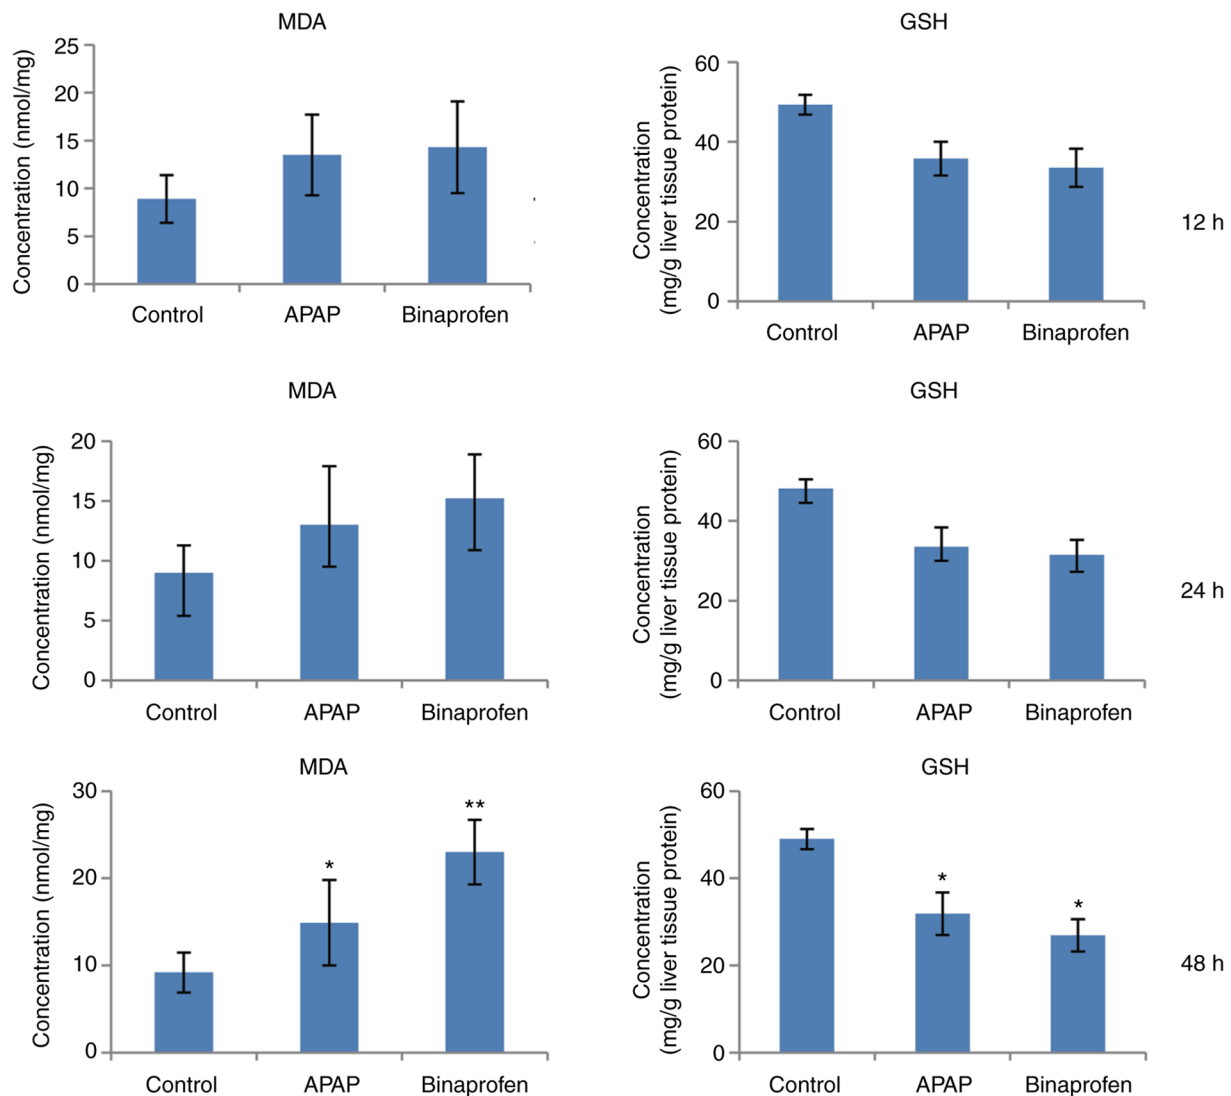 MDA
25
20
15
10
5
0
Concentration (nmol/mg)
Control APAP Binaprofen
GSH
60
40
20
0
Concentration
(mg/g liver tissue protein)
Control APAP Binaprofen
12 h
MDA
20
15
10
5
0
Concentration (nmol/mg)
Control APAP Binaprofen
GSH
60
40
20
0
Concentration
(mg/g liver tissue protein)
Control APAP Binaprofen
24 h
MDA
30
20
10
0
Concentration (nmol/mg)
*
**
Control APAP Binaprofen
GSH
60
40
20
0
Concentration
(mg/g liver tissue protein)
*
*
Control APAP Binaprofen
48 h